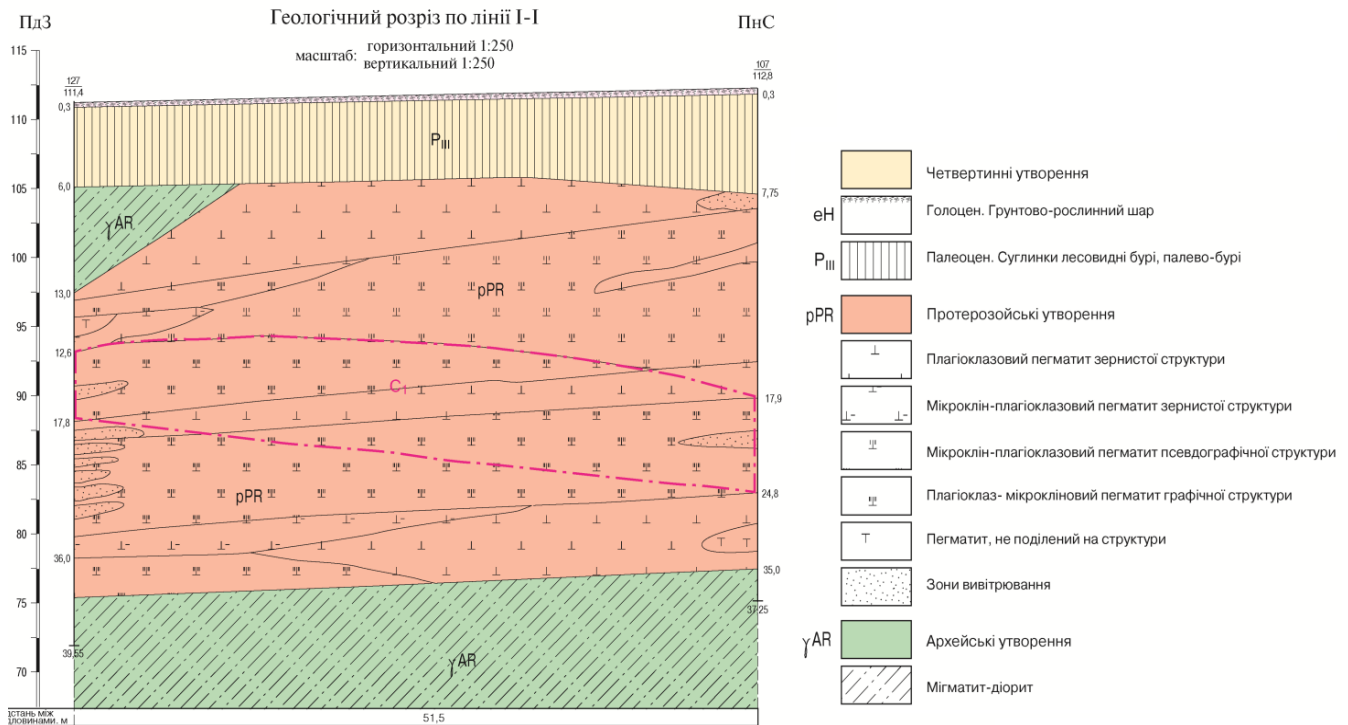 ПдЗ
Геологічний розріз по лінії I-I
ПнС
масштаб: горизонтальний 1:250
вертикальний 1:250
115
110
105
100
95
90
85
80
75
70
127
111,4
0,3
6,0
13,0
12,6
17,8
36,0
39,55
107
112,8
0,3
7,75
17,9
24,8
35,0
37,25
P III
γAR
pPR
C1
pPR
γAR
дстань між
ловинами, м
51,5
Четвертинні утворення
eH
Голоцен. Грунтово-рослинний шар
P III
Палеоцен. Суглинки лесовидні бурі, палево-бурі
pPR
Протерозойські утворення
Плагіоклазовий пегматит зернистої структури
Мікроклін-плагіоклазовий пегматит зернистої структури
Мікроклін-плагіоклазовий пегматит псевдографічної структури
Плагіоклаз- мікрокліновий пегматит графічної структури
Пегматит, не поділений на структури
Зони вивітрювання
γAR
Архейські утворення
Мігматит-діорит